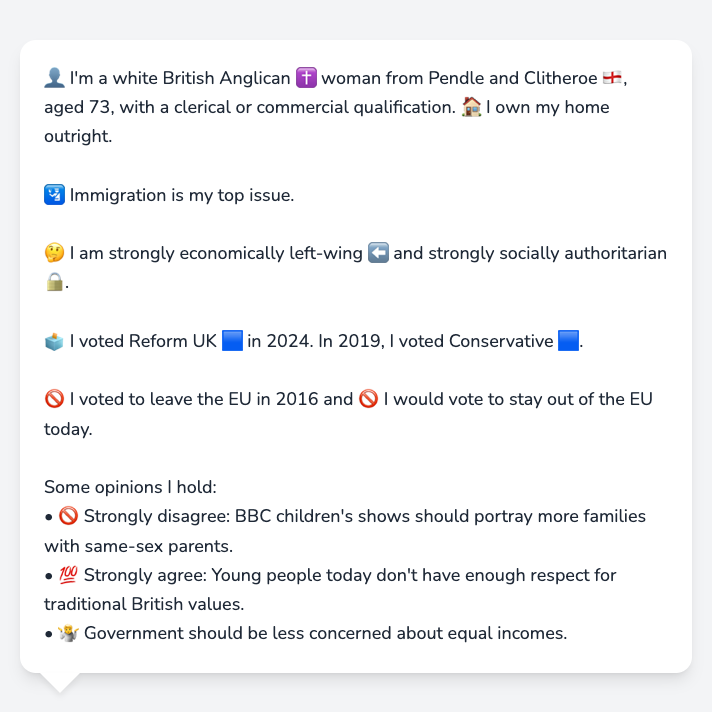 👤 I'm a white British Anglican ✝️ woman from Pendle and Clitheroe 🏴󠁧󠁢󠁥󠁮󠁧󠁿,
aged 73, with a clerical or commercial qualification. 🏠 I own my home
outright.
🛂 Immigration is my top issue.
🤔 I am strongly economically left-wing ⬅️ and strongly socially authoritarian
🔒.
🗳️ I voted Reform UK 🟦 in 2024. In 2019, I voted Conservative 🟦.
🚫 I voted to leave the EU in 2016 and 🚫 I would vote to stay out of the EU
today.
Some opinions I hold:
• 🚫 Strongly disagree: BBC children's shows should portray more families
with same-sex parents.
• 💯 Strongly agree: Young people today don't have enough respect for
traditional British values.
• 🤷 Government should be less concerned about equal incomes.